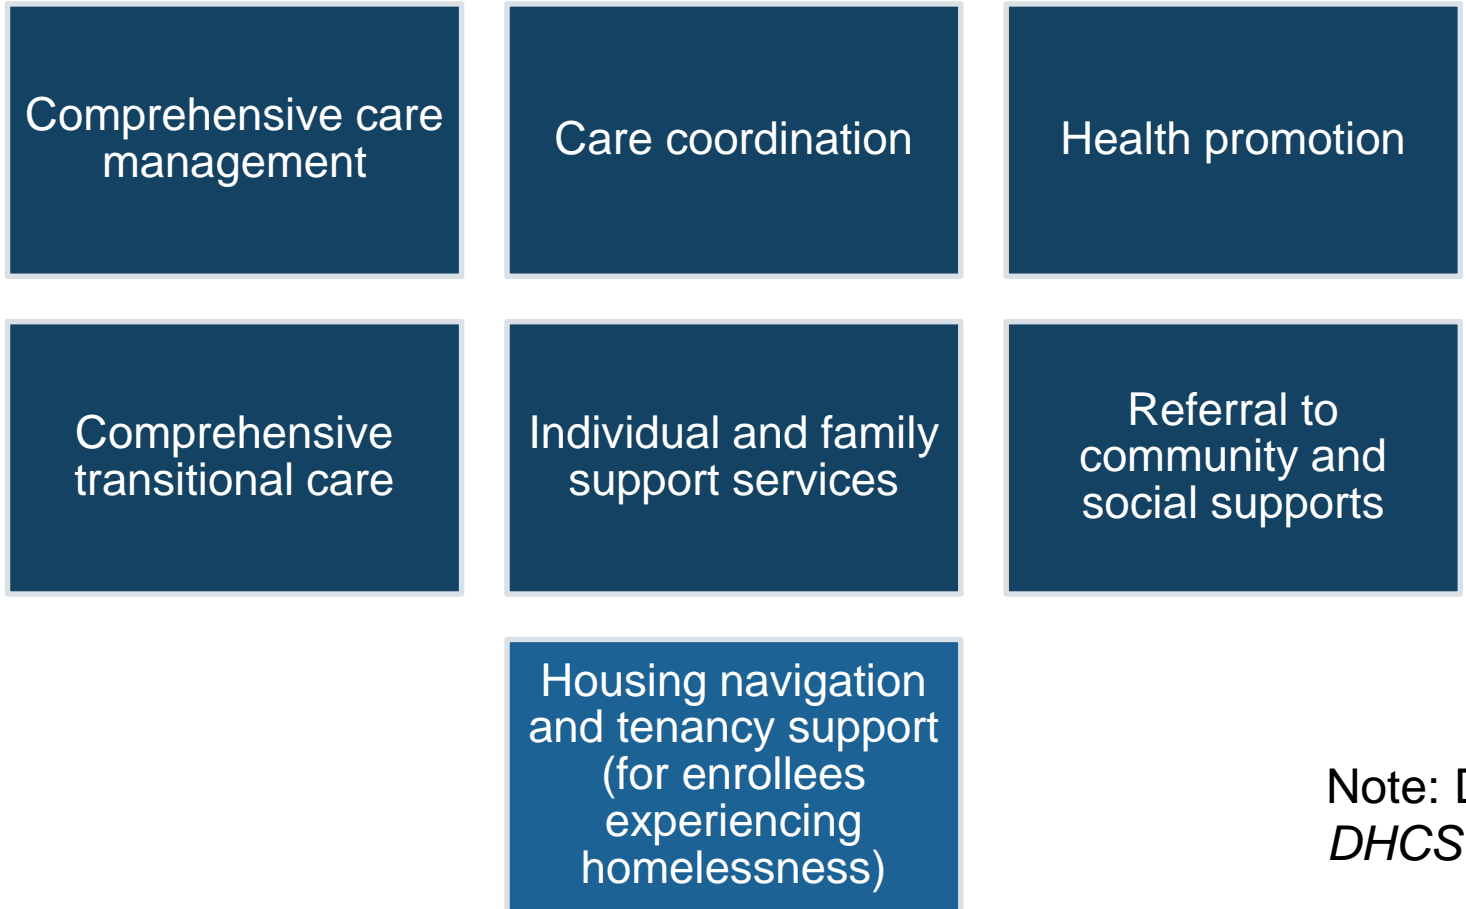 Comprehensive care
management
Care coordination
Health promotion
Comprehensive
transitional care
Individual and family
support services
Referral to
community and
social supports
Housing navigation
and tenancy support
(for enrollees
experiencing
homelessness)
Note:
DHCS